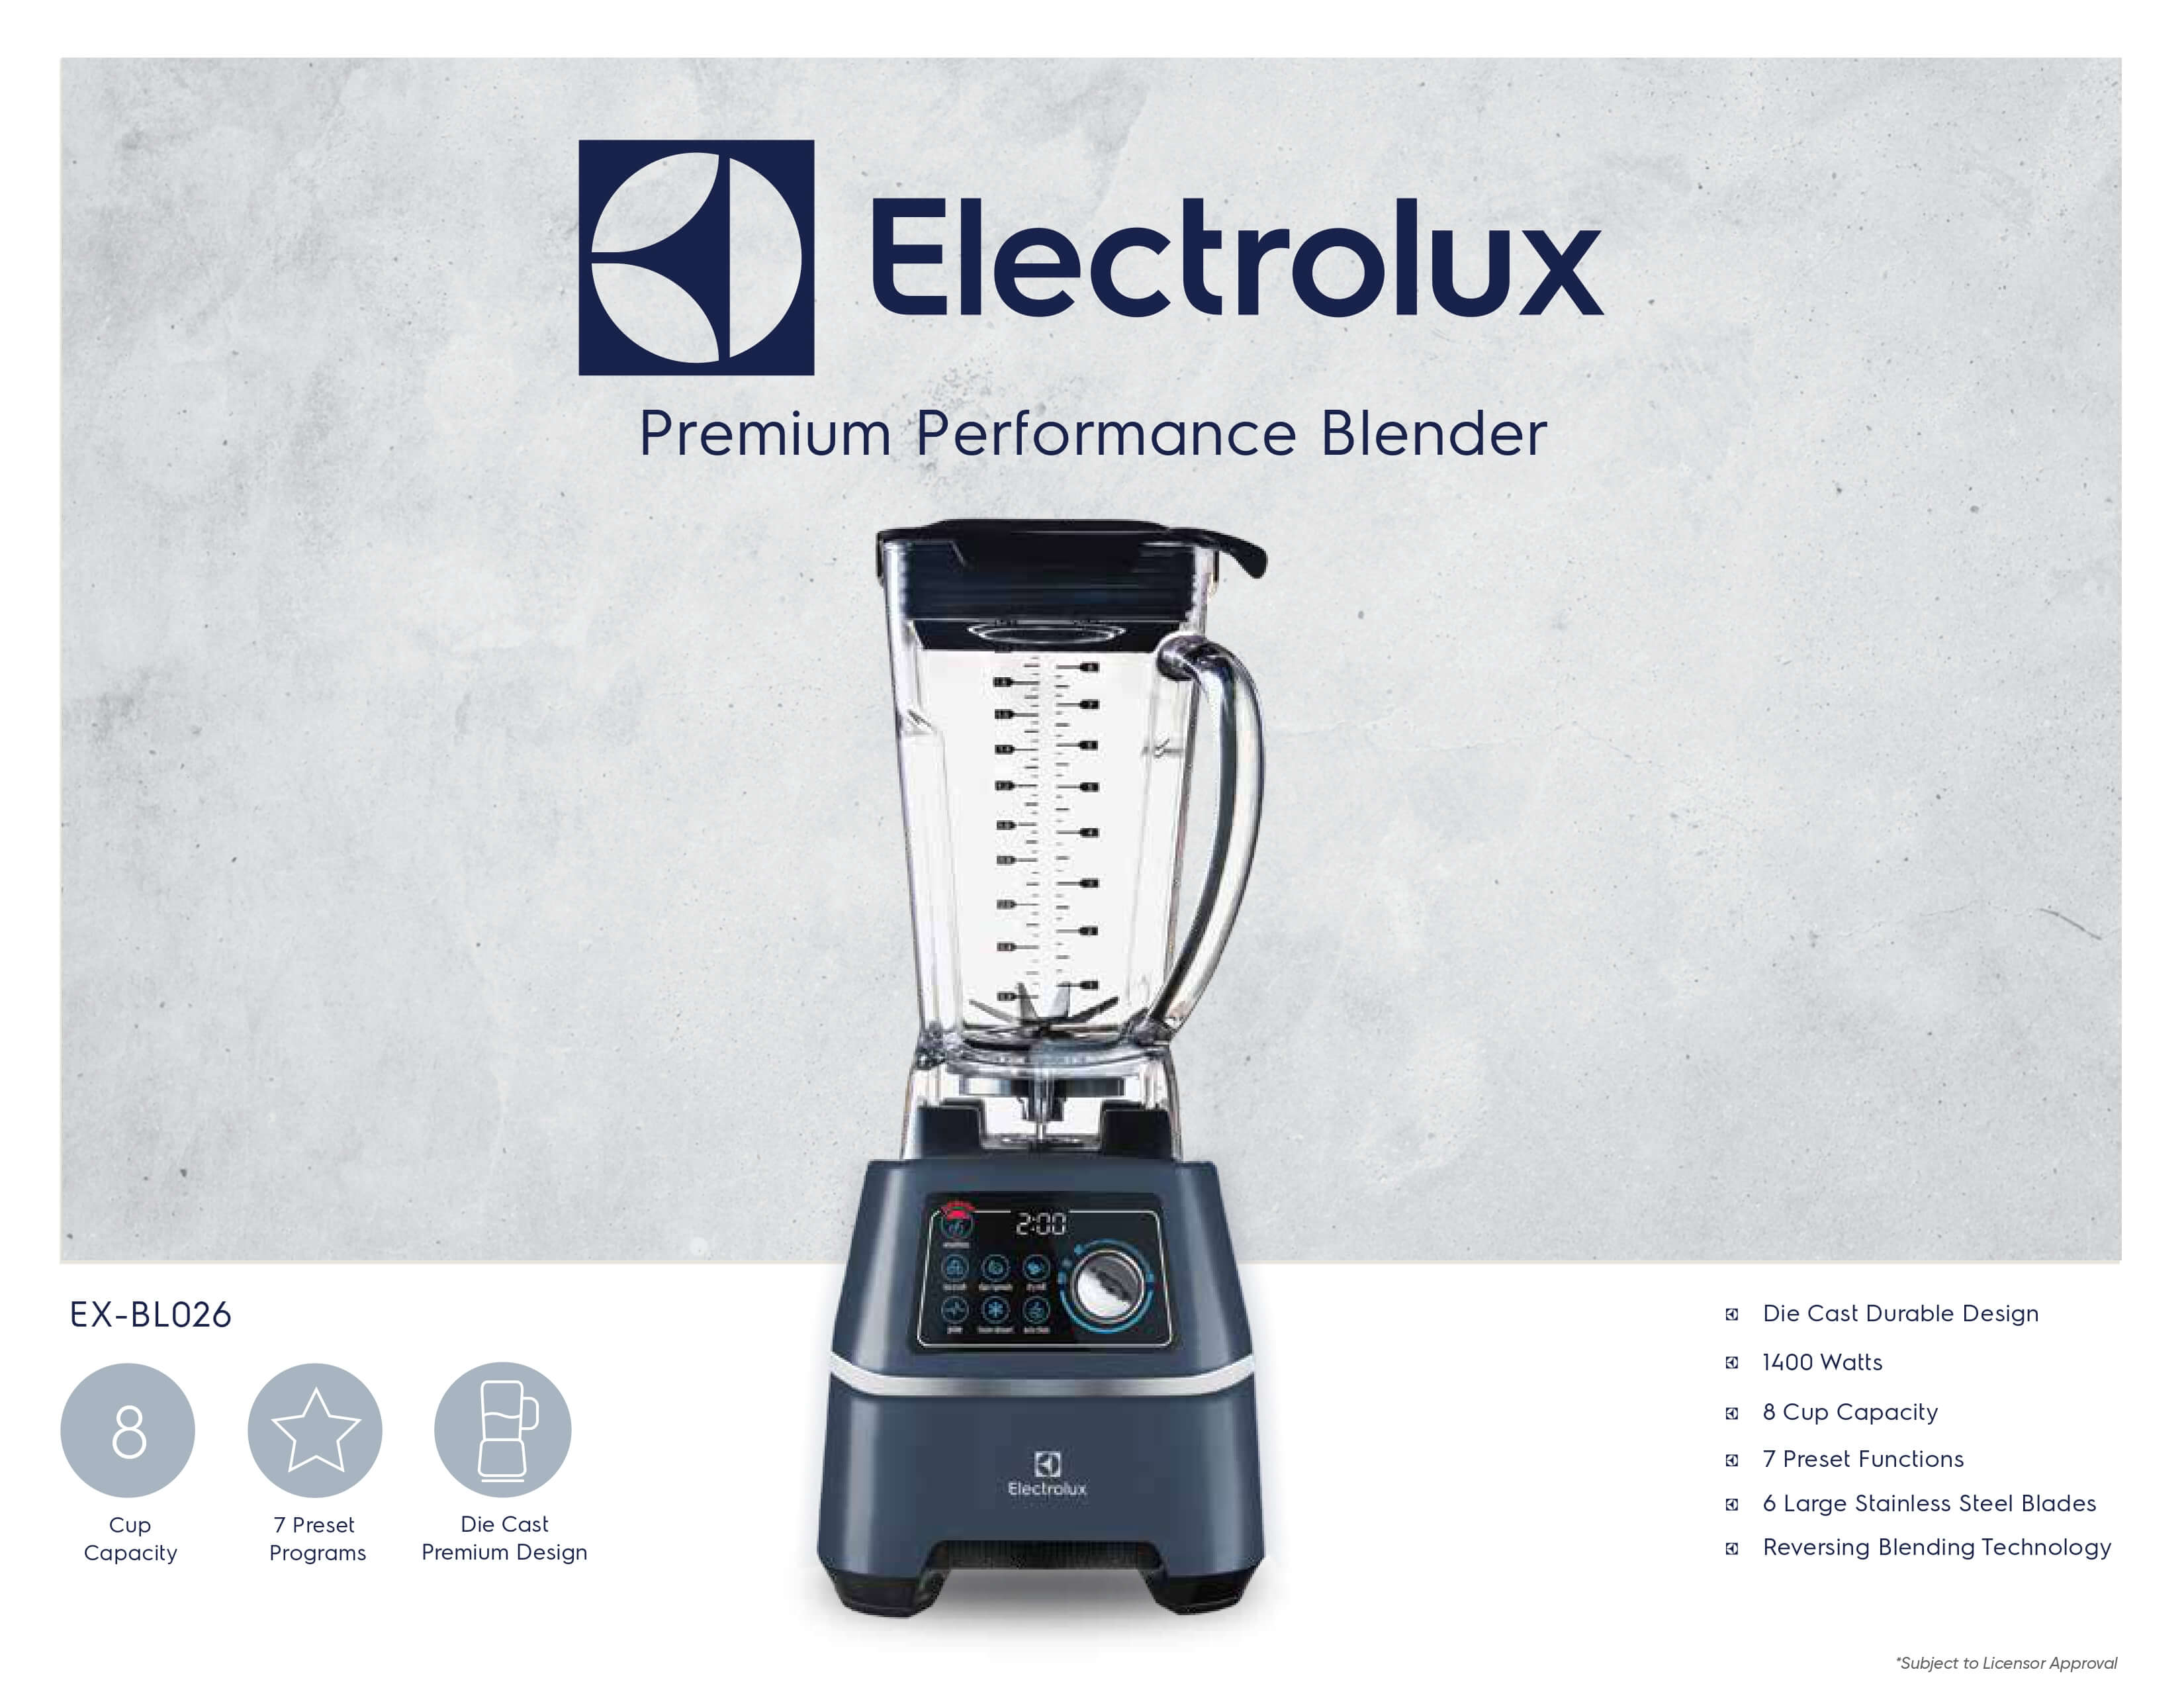 Electrolux
Premium Performance Blender
2:00
Electrolux
EX-BL026
8
Cup
Capacity
7 Preset
Programs
Die Cast
Premium Design
Die Cast Durable Design
1400 Watts
8 Cup Capacity
7 Preset Functions
6 Large Stainless Steel Blades
Reversing Blending Technology
*Subject to Licensor Approval